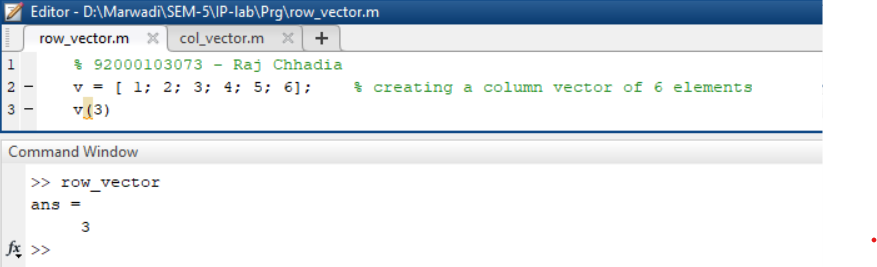 Editor - D:\Marwadi\SEM-5\IP-lab\Prg\row_vector.m
row_vector.m × col_vector.m × +
1 % 92000103073 - Raj Chhadia
2 - v = [ 1; 2; 3; 4; 5; 6]; % creating a column vector of 6 elements
3 - v(3)
Command Window
>> row_vector
ans =
3
fx >>